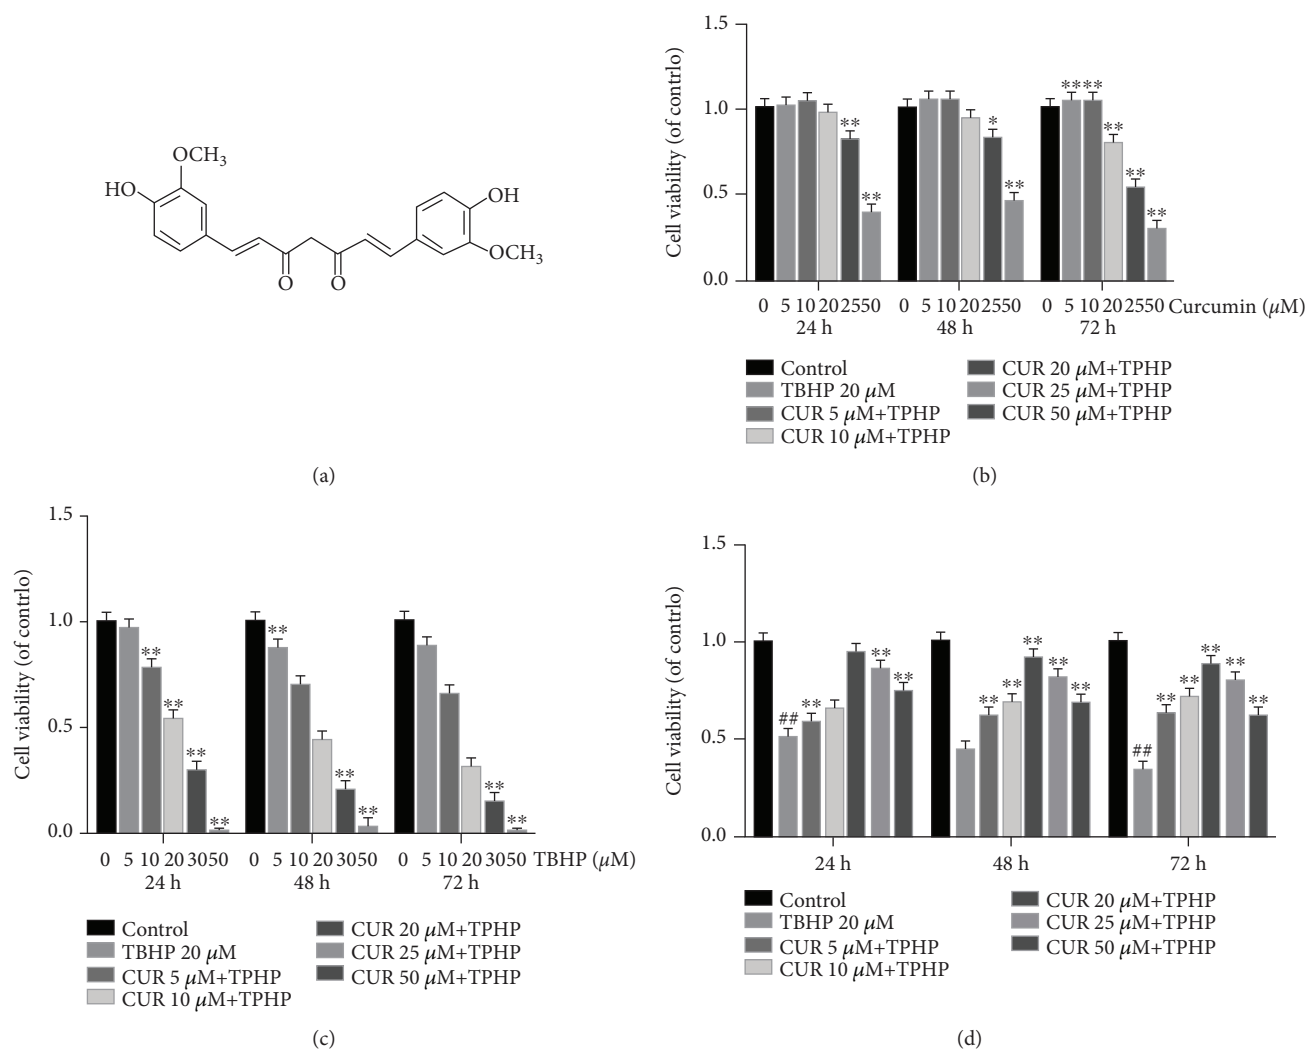 OCH3
HO
OH
OCH3
O O
(a)
1.5
1.0
0.5
0.0
Cell viability (of contrlo)
** ** * ** **** ** ** **
0 5 10 20 2550 0 5 10 20 2550 0 5 10 20 2550 Curcumin (μM)
24 h 48 h 72 h
Control
TBHP 20 μM
CUR 5 μM+TPHP
CUR 10 μM+TPHP
CUR 20 μM+TPHP
CUR 25 μM+TPHP
CUR 50 μM+TPHP
(b)
1.5
1.0
0.5
0.0
Cell viability (of contrlo)
** ** ** ** ** ** ** ** **
0 5 10 20 3050 0 5 10 20 3050 0 5 10 20 3050 TBHP (μM)
24 h 48 h 72 h
Control
TBHP 20 μM
CUR 5 μM+TPHP
CUR 10 μM+TPHP
CUR 20 μM+TPHP
CUR 25 μM+TPHP
CUR 50 μM+TPHP
(c)
1.5
1.0
0.5
0.0
Cell viability (of contrlo)
## ** ** ** ** ** ** ** ** ## ** ** ** ** **
24 h 48 h 72 h
Control
TBHP 20 μM
CUR 5 μM+TPHP
CUR 10 μM+TPHP
CUR 20 μM+TPHP
CUR 25 μM+TPHP
CUR 50 μM+TPHP
(d)